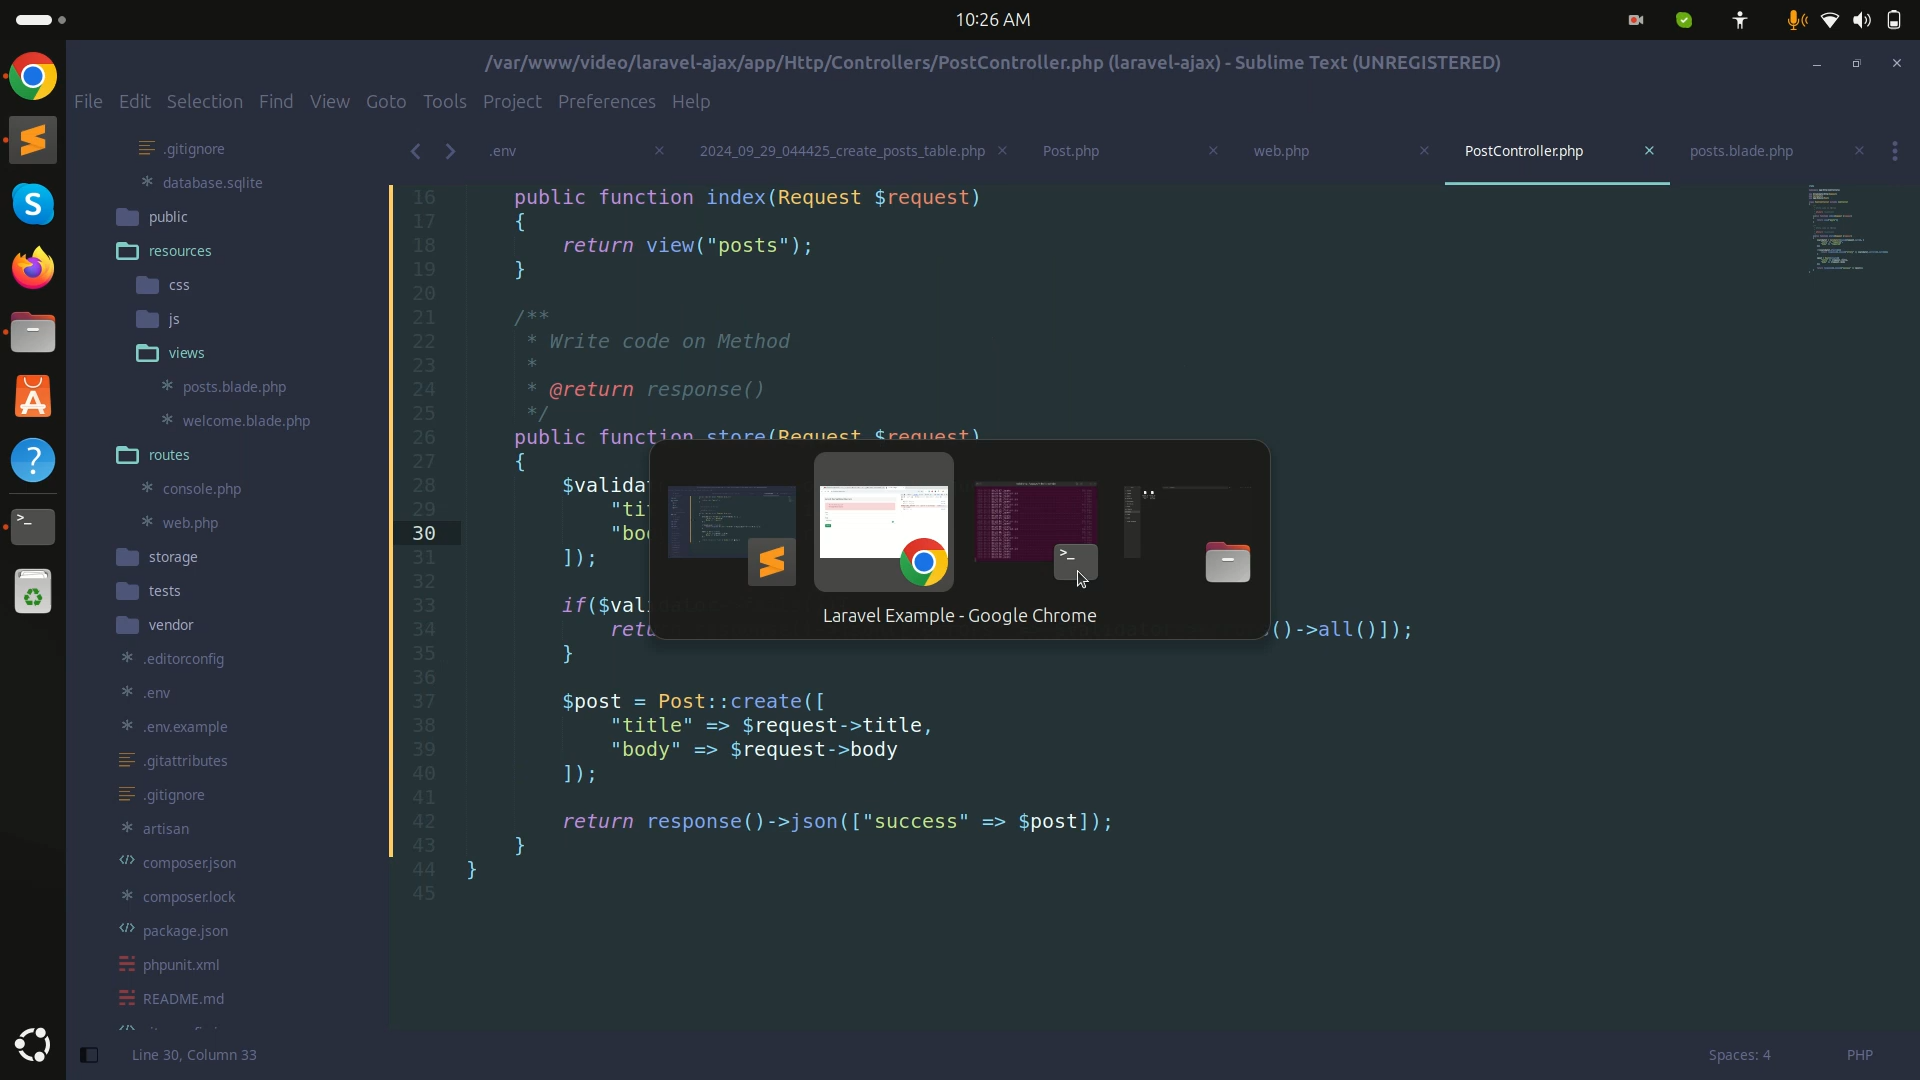 10:26 AM
/var/www/video/laravel-ajax/app/Http/Controllers/PostController.php (laravel-ajax) - Sublime Text (UNREGISTERED)
File Edit Selection Find View Goto Tools Project Preferences Help
.gitignore
database.sqlite
public
resources
css
js
views
posts.blade.php
welcome.blade.php
routes
console.php
web.php
storage
tests
vendor
.editorconfig
.env
.env.example
.gitattributes
.gitignore
artisan
composer.json
composer.lock
package.json
phpunit.xml
README.md
.env 2024_09_29_044425_create_posts_table.php Post.php web.php PostController.php posts.blade.php
16 public function index(Request $request)
17 {
18 return view("posts");
19 }
20
21 /**
22 * Write code on Method
23 *
24 * @return response()
25 */
26 public function store(Request $request)
27 {
28 $validat
29 "tit
30 "bod
31 ]);
32
33 if($vali
34 retu ()->all()]);
35 }
36
37 $post = Post::create([
38 "title" => $request->title,
39 "body" => $request->body
40 ]);
41
42 return response()->json(["success" => $post]);
43 }
44 }
45
Laravel Example - Google Chrome
Line 30, Column 33
Spaces: 4
PHP